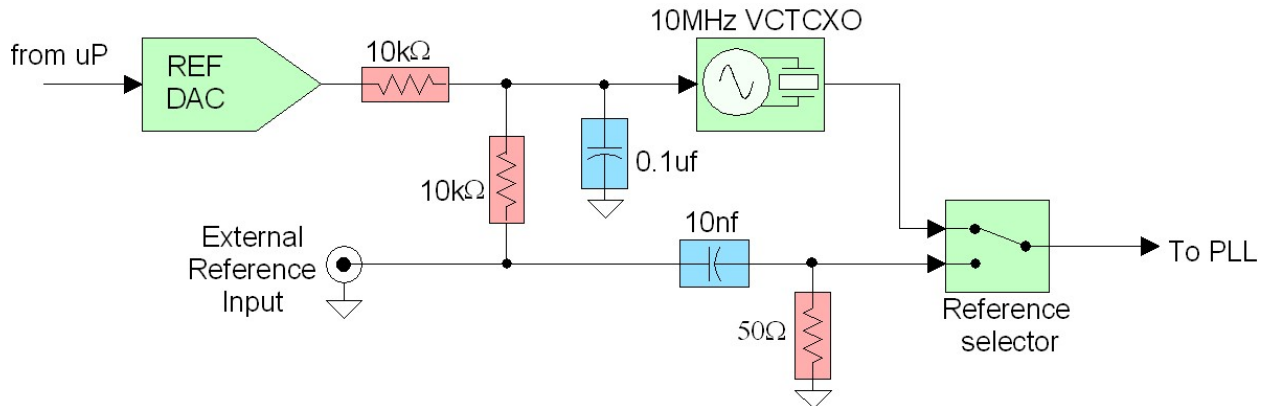 10MHz VCTCXO
from uP
REF
DAC
10kΩ
0.1uf
10kΩ
External
Reference
Input
10nf
50Ω
To PLL
Reference
selector